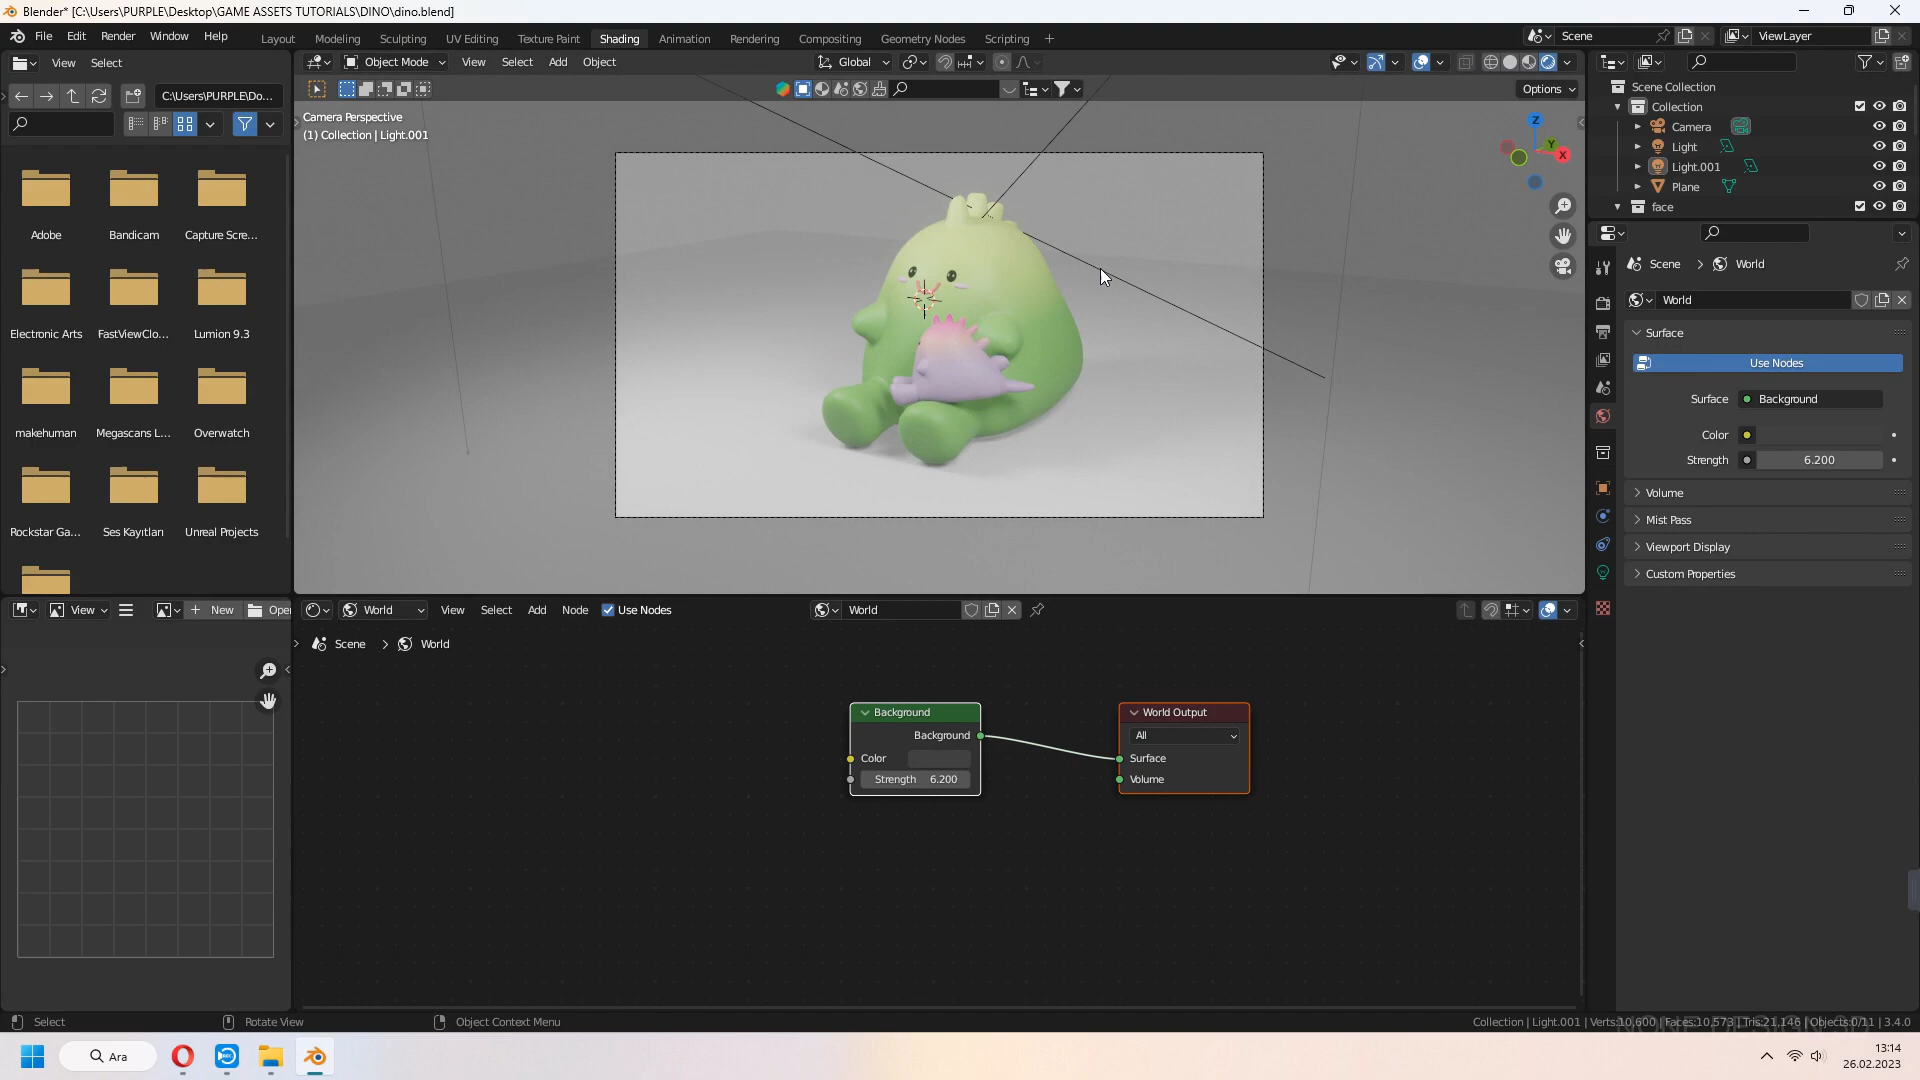 Blender* [C:\Users\PURPLE\Desktop\GAME ASSETS TUTORIALS\DINO\dino.blend]
File Edit Render Window Help
Layout Modeling Sculpting UV Editing Texture Paint Shading Animation Rendering Compositing Geometry Nodes Scripting +
Scene
ViewLayer
View Select
Object Mode View Select Add Object
Global
C:\Users\PURPLE\Do...
Options
Camera Perspective
(1) Collection | Light.001
Z
Y
X
Scene Collection
Collection
Camera
Light
Light.001
Plane
face
Adobe
Bandicam
Capture Scre...
Electronic Arts
FastViewClo...
Lumion 9.3
makehuman
Megascans L...
Overwatch
Rockstar Ga...
Ses Kayıtları
Unreal Projects
Scene > World
World
Surface
Use Nodes
Surface Background
Color
Strength 6.200
Volume
Mist Pass
Viewport Display
Custom Properties
View
New
Open
World View Select Add Node Use Nodes
World
Scene > World
Background
Background
Color
Strength 6.200
World Output
All
Surface
Volume
Select
Rotate View
Object Context Menu
Collection | Light.001 | Verts:10,600 | Faces:10,573 | Tris:21,146 | Objects:0/11 | 3.4.0
Ara
REC
13:14
26.02.2023